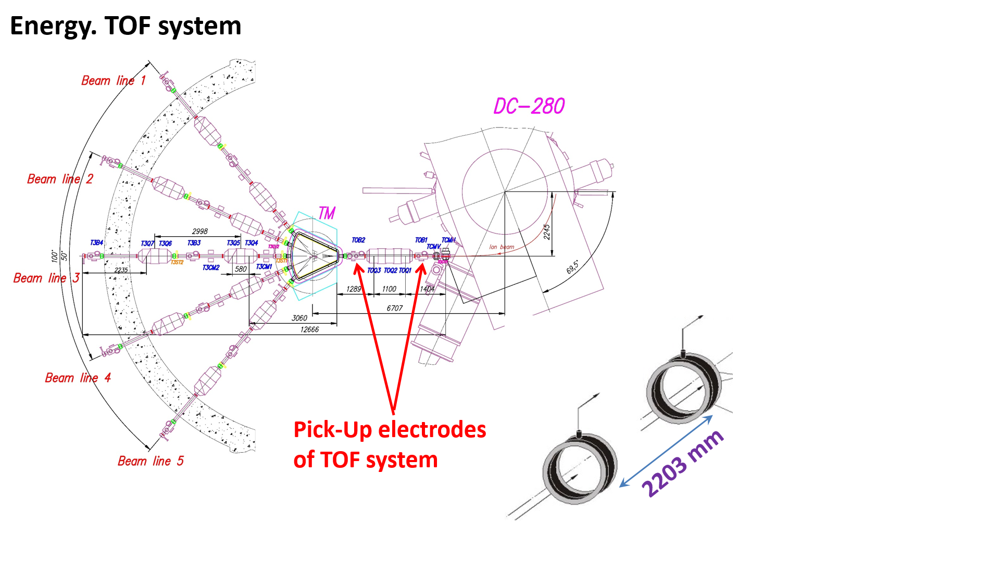 Energy. TOF system
Beam line 1
DC-280
Beam line 2
TM
2998
2245
T3B4
T3Q7
T3Q6
T3B3
T3Q5
T3Q4
TOB2
TOB1
TCMH
TCMV
Ion beam
100°
50°
T3ST2
T3CM2
580
T3CM1
T3ST1
TOQ3
TOQ2
TOQ1
69,5°
2235
Beam line 3
1289
1100
1404
6707
3060
12666
Beam line 4
Beam line 5
Pick-Up electrodes
of TOF system
2203 mm